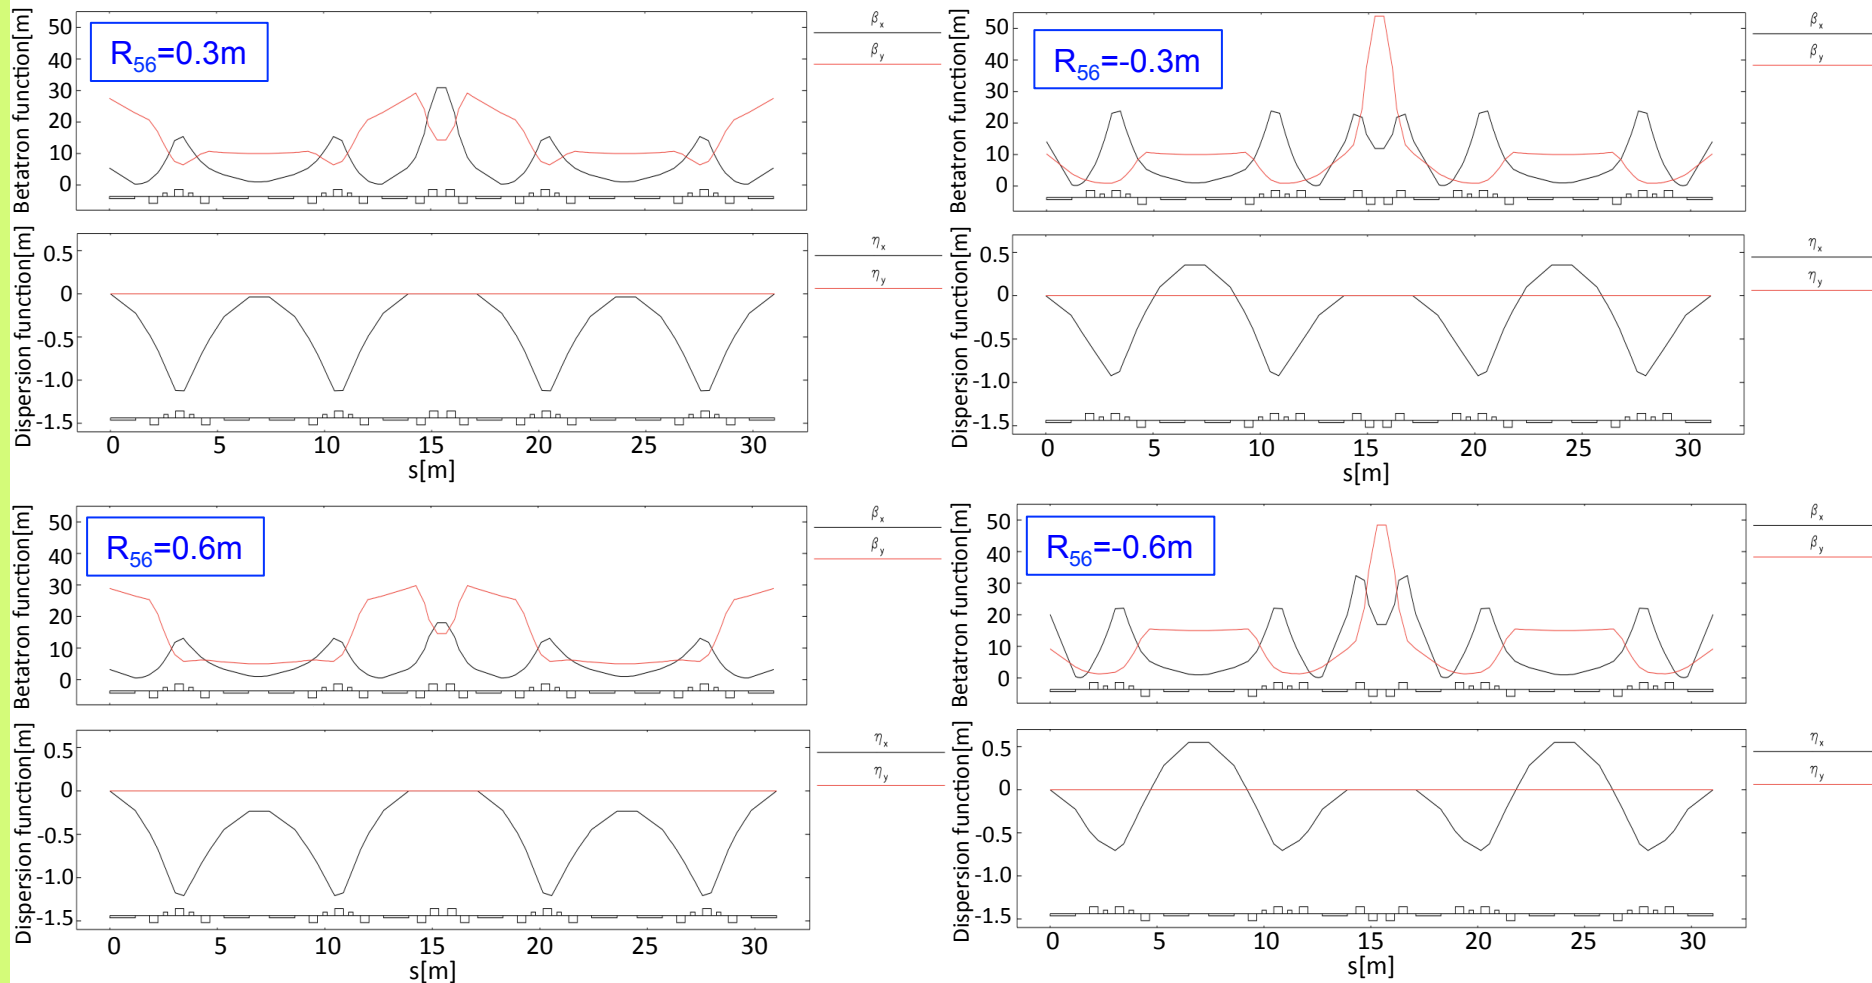 R56=0.3m
Betatron function[m]
50
40
30
20
10
0
βx
βy
Dispersion function[m]
0.5
0
-0.5
-1.0
-1.5
ηx
ηy
0 5 10 15 20 25 30
s[m]
R56=-0.3m
Betatron function[m]
50
40
30
20
10
0
βx
βy
Dispersion function[m]
0.5
0
-0.5
-1.0
-1.5
ηx
ηy
0 5 10 15 20 25 30
s[m]
R56=0.6m
Betatron function[m]
50
40
30
20
10
0
βx
βy
Dispersion function[m]
0.5
0
-0.5
-1.0
-1.5
ηx
ηy
0 5 10 15 20 25 30
s[m]
R56=-0.6m
Betatron function[m]
50
40
30
20
10
0
βx
βy
Dispersion function[m]
0.5
0
-0.5
-1.0
-1.5
ηx
ηy
0 5 10 15 20 25 30
s[m]